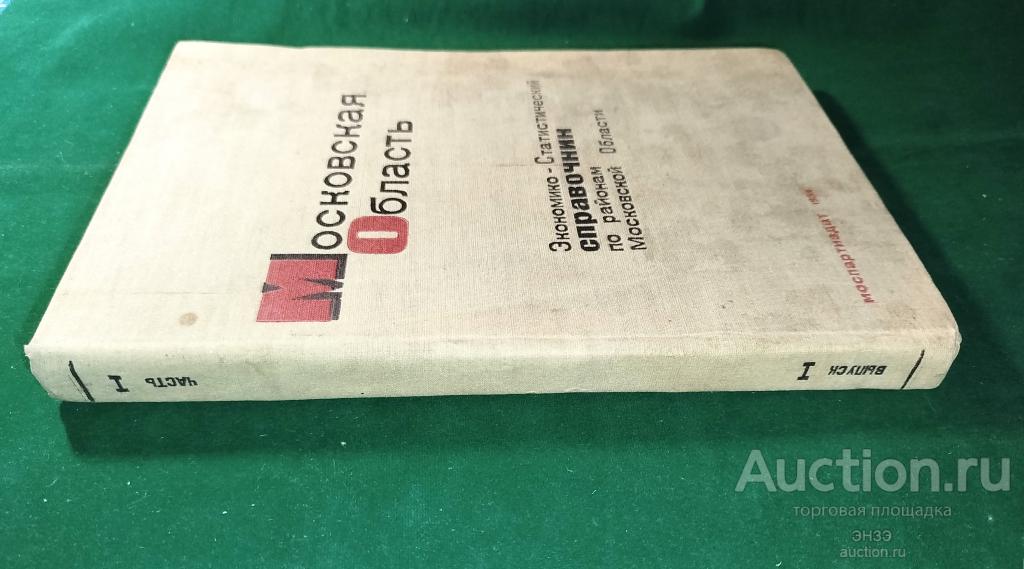 Московская
Область
Экономико - Статистический
справочник
по районам
Московской Области
моспартиздат 1934
ЧАСТЬ I
ВЫПУСК I
Auction.ru
торговая площадка
ЭНЗЭ
auction.ru